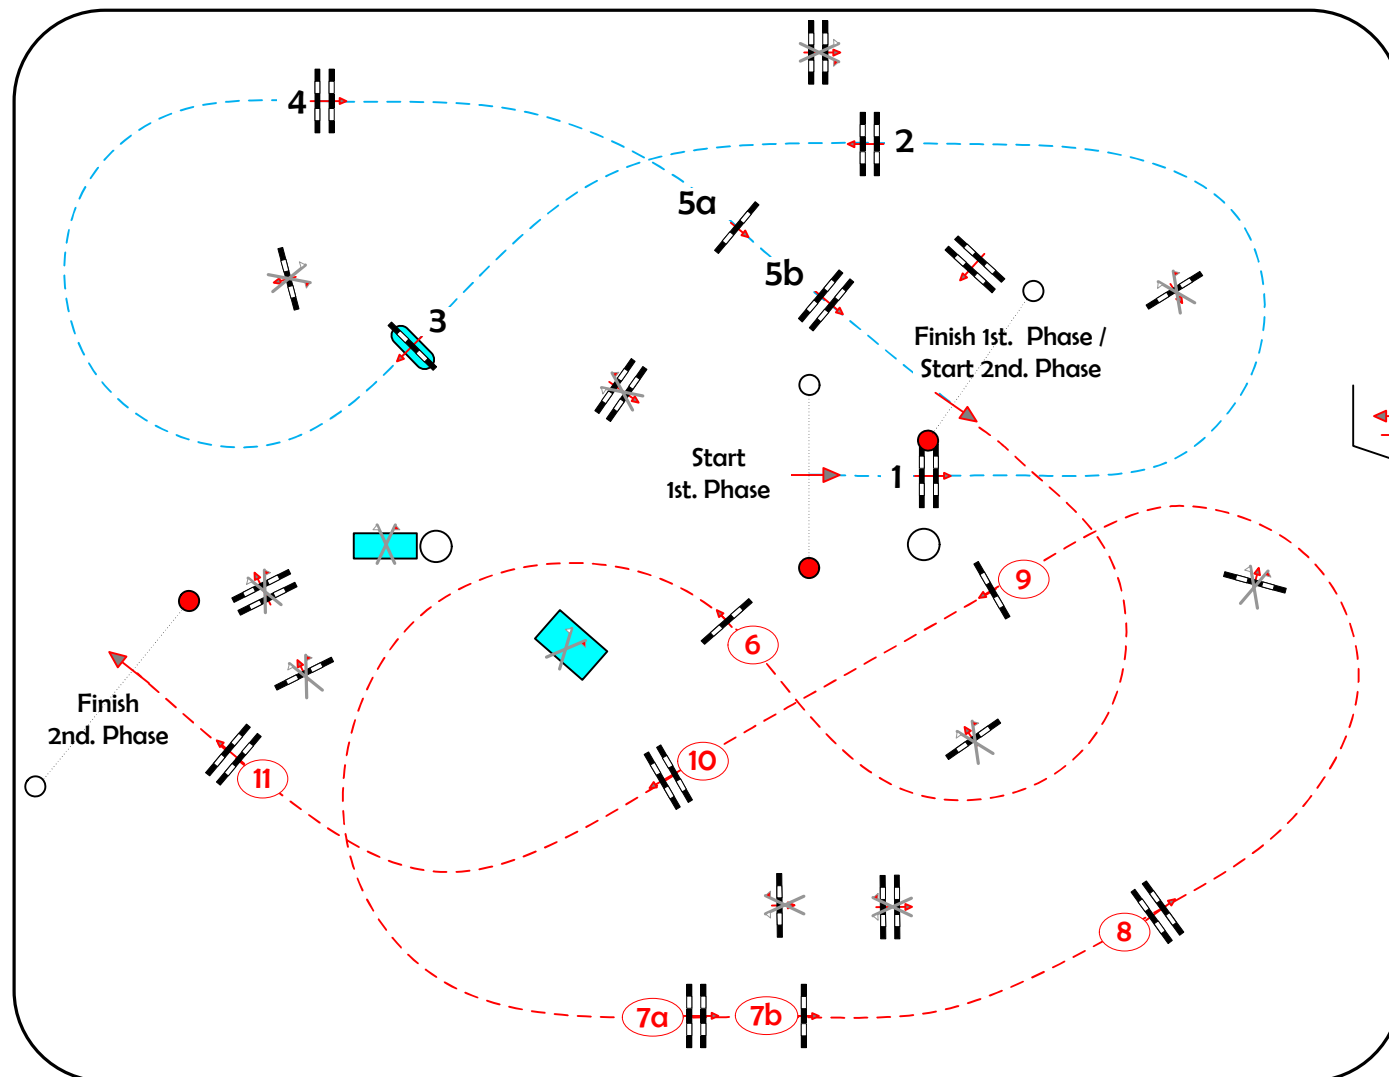 4
2
5a
5b
3
Finish 1st. Phase /
Start 2nd. Phase
Start
1st. Phase
1
9
6
Finish
2nd. Phase
10
11
8
7a
7b